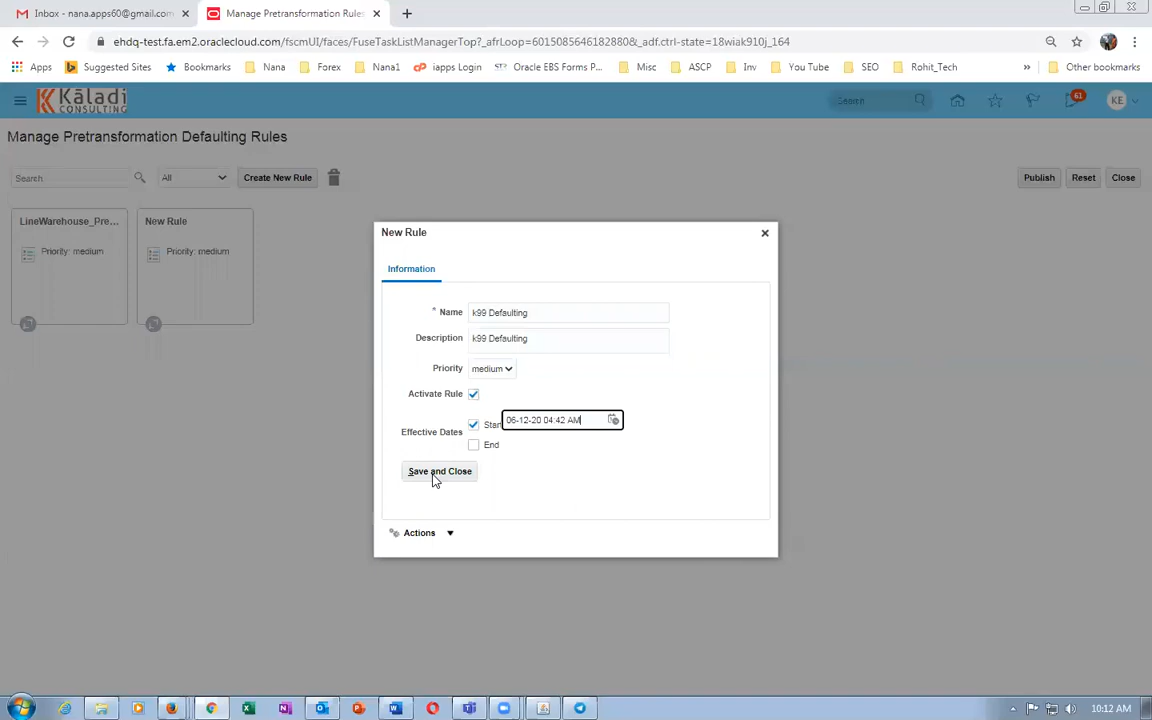 Inbox - nana.apps60@gmail.com
Manage Pretransformation Rules
ehdq-test.fa.em2.oraclecloud.com/fscmUI/faces/FuseTaskListManagerTop?_afrLoop=6015085646182880&_adf.ctrl-state=18wiak910j_164
Apps Suggested Sites Bookmarks Nana Forex Nana1 iapps Login Oracle EBS Forms P... Misc ASCP Inv You Tube SEO Rohit_Tech » Other bookmarks
Kāladi
CONSULTING
Search
61
KE
Manage Pretransformation Defaulting Rules
Search All Create New Rule Publish Reset Close
LineWarehouse_Pre... New Rule
Priority: medium Priority: medium
New Rule
Information
* Name k99 Defaulting
Description k99 Defaulting
Priority medium
Activate Rule
Effective Dates
Start 06-12-20 04:42 AM
End
Save and Close
Actions
10:12 AM